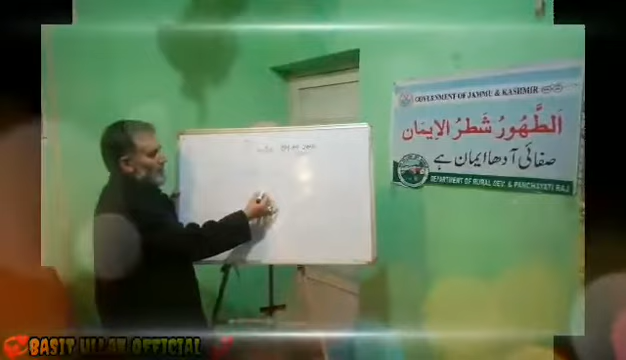 GOVERNMENT OF JAMMU & KASHMIR
اَلطَّهُورُ شَطْرُ الاِیمَان
صفائی آدھا ایمان ہے
DEPARTMENT OF RURAL DEV. & PANCHAYATI RAJ
BASIT ULLAH OFFICIAL